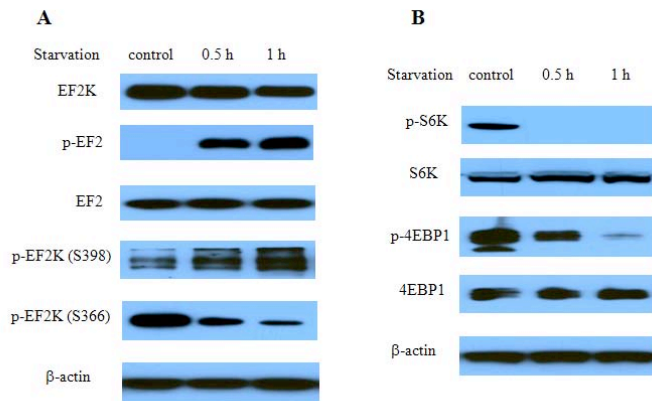 A
Starvation control 0.5 h 1 h
EF2K
p-EF2
EF2
p-EF2K (S398)
p-EF2K (S366)
β-actin
B
Starvation control 0.5 h 1 h
p-S6K
S6K
p-4EBP1
4EBP1
β-actin